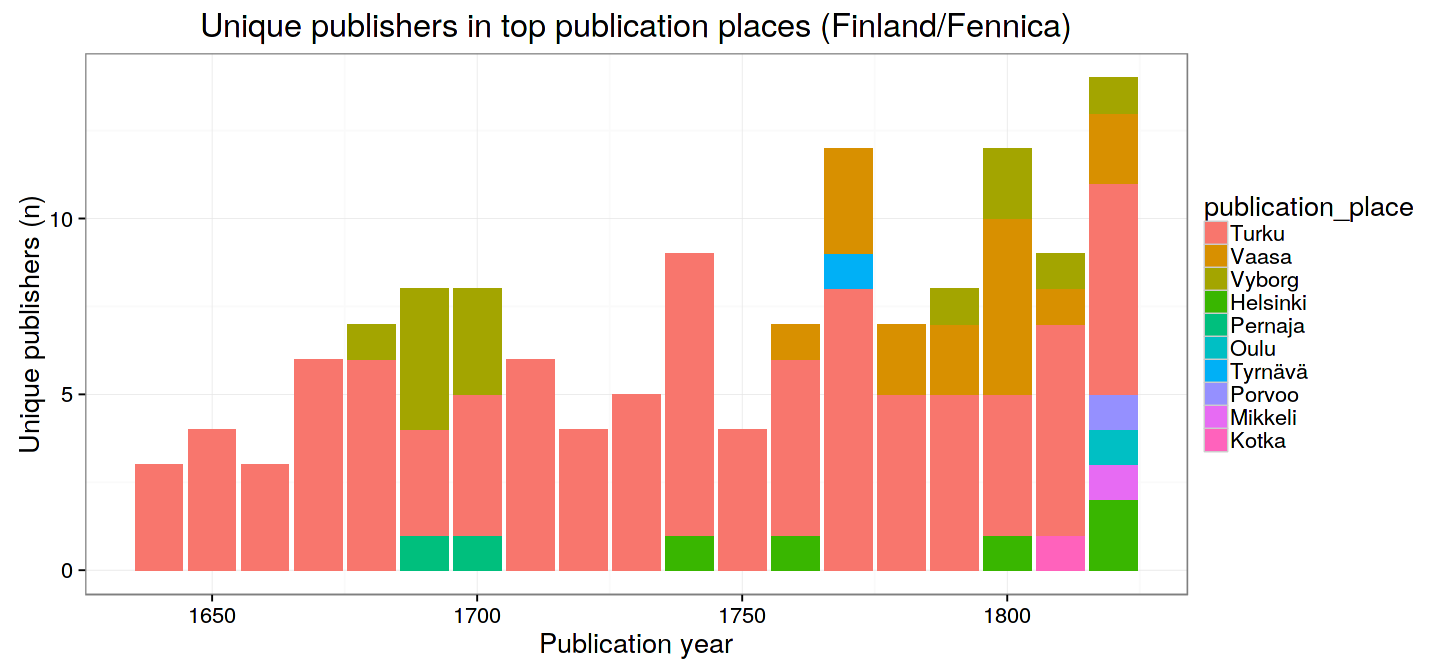 Unique publishers in top publication places (Finland/Fennica)
Unique publishers (n)
10
5
0
1650
1700
1750
1800
Publication year
publication_place
Turku
Vaasa
Vyborg
Helsinki
Pernaja
Oulu
Tyrnävä
Porvoo
Mikkeli
Kotka